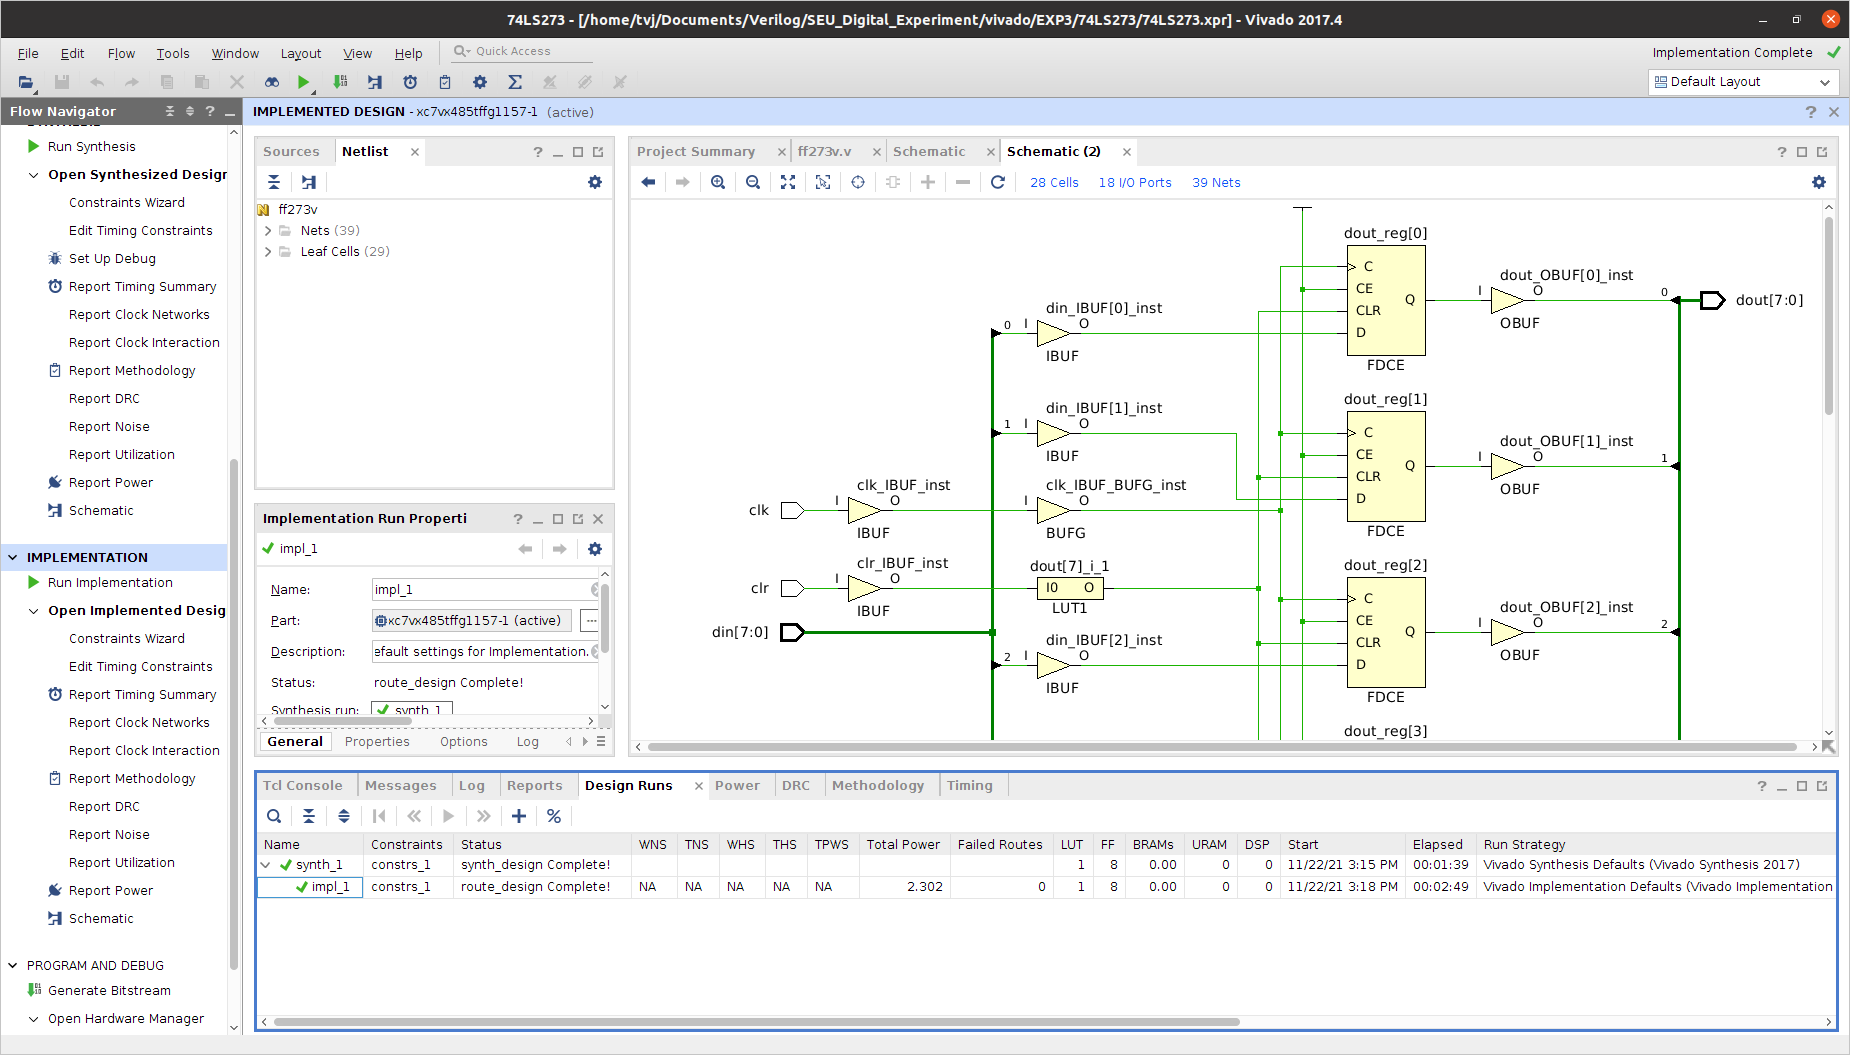 74LS273 - [/home/tvj/Documents/Verilog/SEU_Digital_Experiment/vivado/EXP3/74LS273/74LS273.xpr] - Vivado 2017.4
File Edit Flow Tools Window Layout View Help Quick Access
Implementation Complete
Default Layout
Flow Navigator
Run Synthesis
Open Synthesized Design
Constraints Wizard
Edit Timing Constraints
Set Up Debug
Report Timing Summary
Report Clock Networks
Report Clock Interaction
Report Methodology
Report DRC
Report Noise
Report Utilization
Report Power
Schematic
IMPLEMENTATION
Run Implementation
Open Implemented Desig
Constraints Wizard
Edit Timing Constraints
Report Timing Summary
Report Clock Networks
Report Clock Interaction
Report Methodology
Report DRC
Report Noise
Report Utilization
Report Power
Schematic
PROGRAM AND DEBUG
Generate Bitstream
Open Hardware Manager
IMPLEMENTED DESIGN - xc7vx485tffg1157-1 (active)
Sources Netlist
ff273v
Nets (39)
Leaf Cells (29)
Implementation Run Properti
impl_1
Name: impl_1
Part: xc7vx485tffg1157-1 (active) ...
Description: efault settings for Implementation.
Status: route_design Complete!
Synthesis run: synth_1
General Properties Options Log
Project Summary ff273v.v Schematic Schematic (2)
28 Cells 18 I/O Ports 39 Nets
dout_reg[0]
C
CE
CLR
D
Q
FDCE
dout_OBUF[0]_inst
I O
OBUF
0
dout[7:0]
din_IBUF[0]_inst
0 I O
IBUF
dout_reg[1]
C
CE
CLR
D
Q
FDCE
dout_OBUF[1]_inst
I O
OBUF
1
din_IBUF[1]_inst
1 I O
IBUF
clk
clk_IBUF_inst
I O
IBUF
clk_IBUF_BUFG_inst
I O
BUFG
clr
clr_IBUF_inst
I O
IBUF
dout[7]_i_1
I0 O
LUT1
din[7:0]
dout_reg[2]
C
CE
CLR
D
Q
FDCE
dout_OBUF[2]_inst
I O
OBUF
2
din_IBUF[2]_inst
2 I O
IBUF
dout_reg[3]
Tcl Console Messages Log Reports Design Runs Power DRC Methodology Timing
Name Constraints Status WNS TNS WHS THS TPWS Total Power Failed Routes LUT FF BRAMs URAM DSP Start Elapsed Run Strategy
synth_1 constrs_1 synth_design Complete! 1 8 0.00 0 0 11/22/21 3:15 PM 00:01:39 Vivado Synthesis Defaults (Vivado Synthesis 2017)
impl_1 constrs_1 route_design Complete! NA NA NA NA NA 2.302 0 1 8 0.00 0 0 11/22/21 3:18 PM 00:02:49 Vivado Implementation Defaults (Vivado Implementation